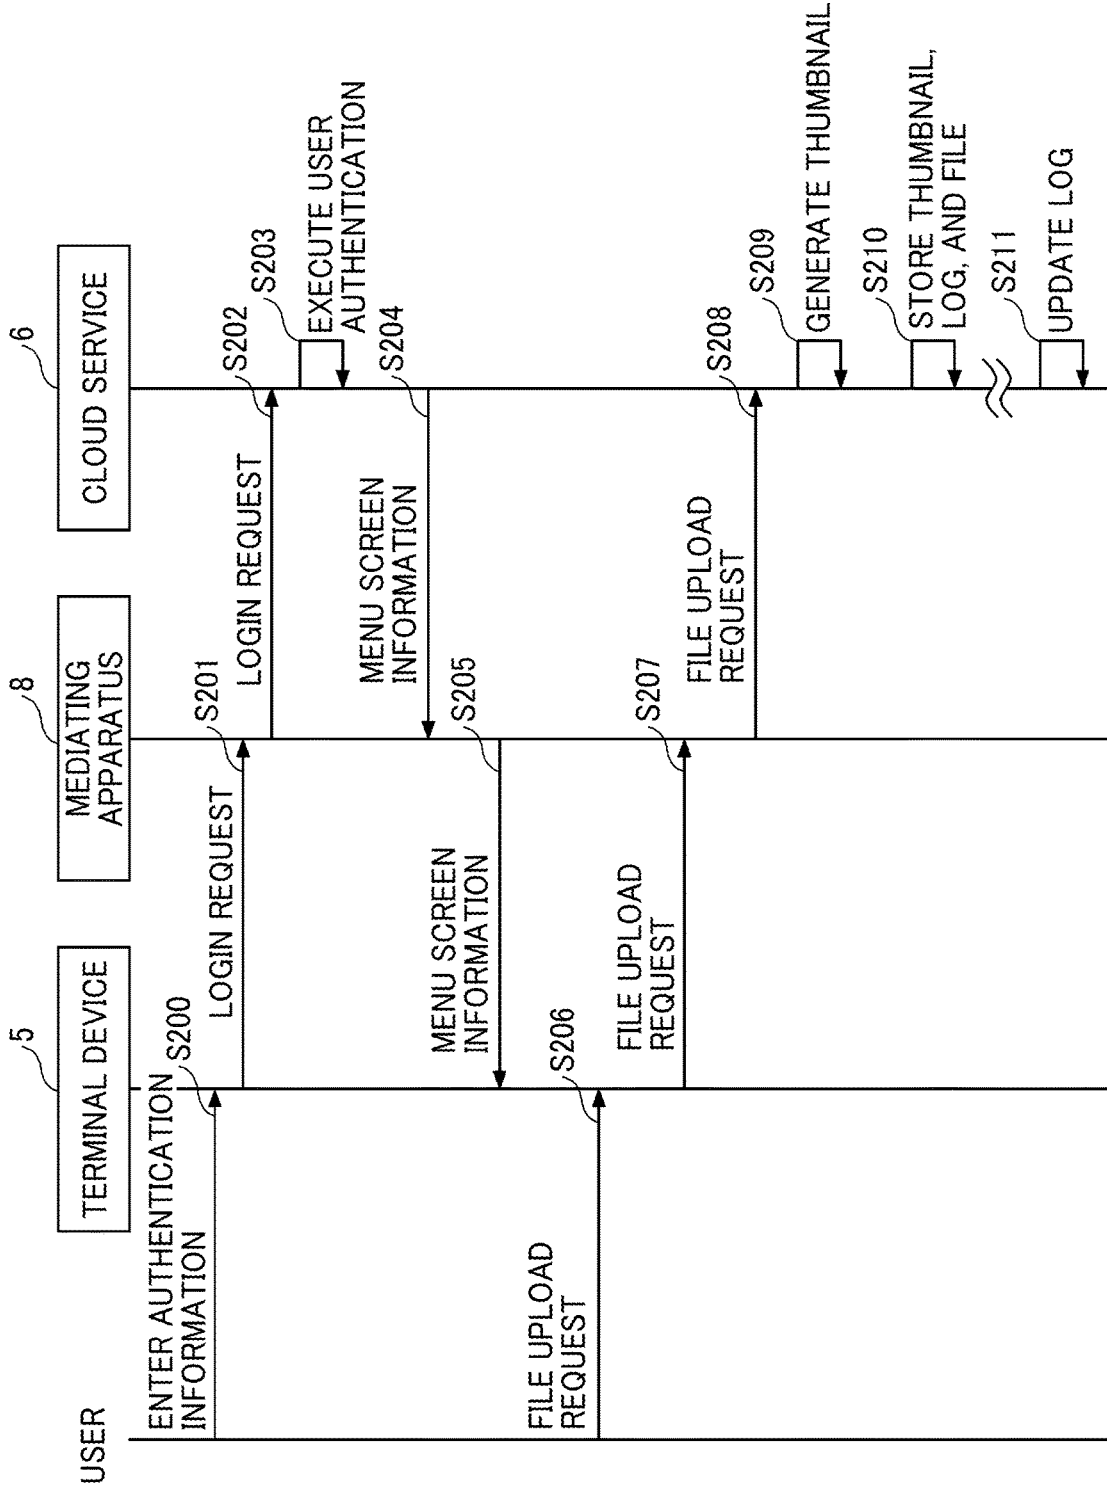 USER
5
TERMINAL DEVICE
8
MEDIATING
APPARATUS
6
CLOUD SERVICE
ENTER AUTHENTICATION
INFORMATION
S200
LOGIN REQUEST
S201
LOGIN REQUEST
S202
S203
EXECUTE USER
AUTHENTICATION
MENU SCREEN
INFORMATION
S204
MENU SCREEN
INFORMATION
S205
FILE UPLOAD
REQUEST
S206
FILE UPLOAD
REQUEST
S207
FILE UPLOAD
REQUEST
S208
S209
GENERATE THUMBNAIL
S210
STORE THUMBNAIL,
LOG, AND FILE
S211
UPDATE LOG